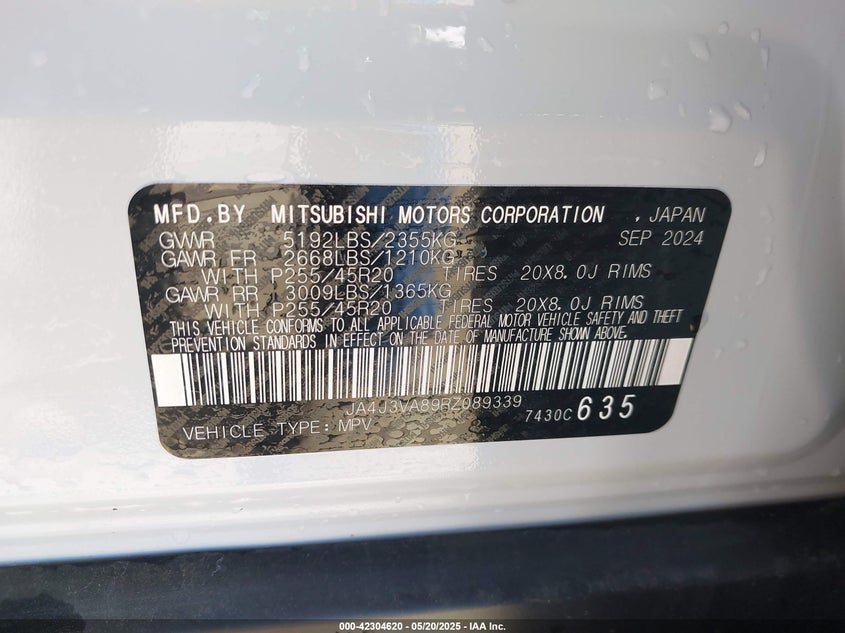 MFD.BY MITSUBISHI MOTORS CORPORATION , JAPAN
GVWR 5192LBS/2355KG SEP 2024
GAWR FR 2668LBS/1210KG
WITH P255/45R20 TIRES 20X8.0J RIMS
GAWR RR 3009LBS/1365KG
WITH P255/45R20 TIRES 20X8.0J RIMS
THIS VEHICLE CONFORMS TO ALL APPLICABLE FEDERAL MOTOR VEHICLE SAFETY AND THEFT
PREVENTION STANDARDS IN EFFECT ON THE DATE OF MANUFACTURE SHOWN ABOVE.
JA4J3VA89RZ089339
7430C 635
VEHICLE TYPE: MPV
000-42304620 - 05/20/2025 - IAA Inc.